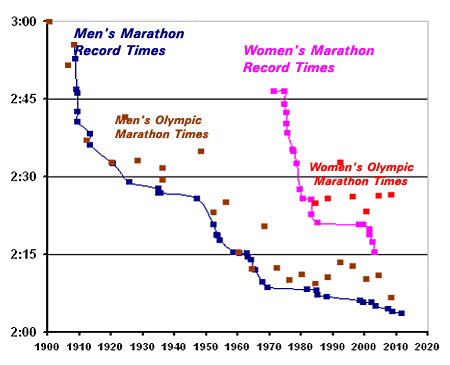 3:00
Men's Marathon
Record Times
Women's Marathon
Record Times
2:45
Men's Olympic
Marathon Times
2:30
Women's Olympic
Marathon Times
2:15
2:00
1900 1910 1920 1930 1940 1950 1960 1970 1980 1990 2000 2010 2020